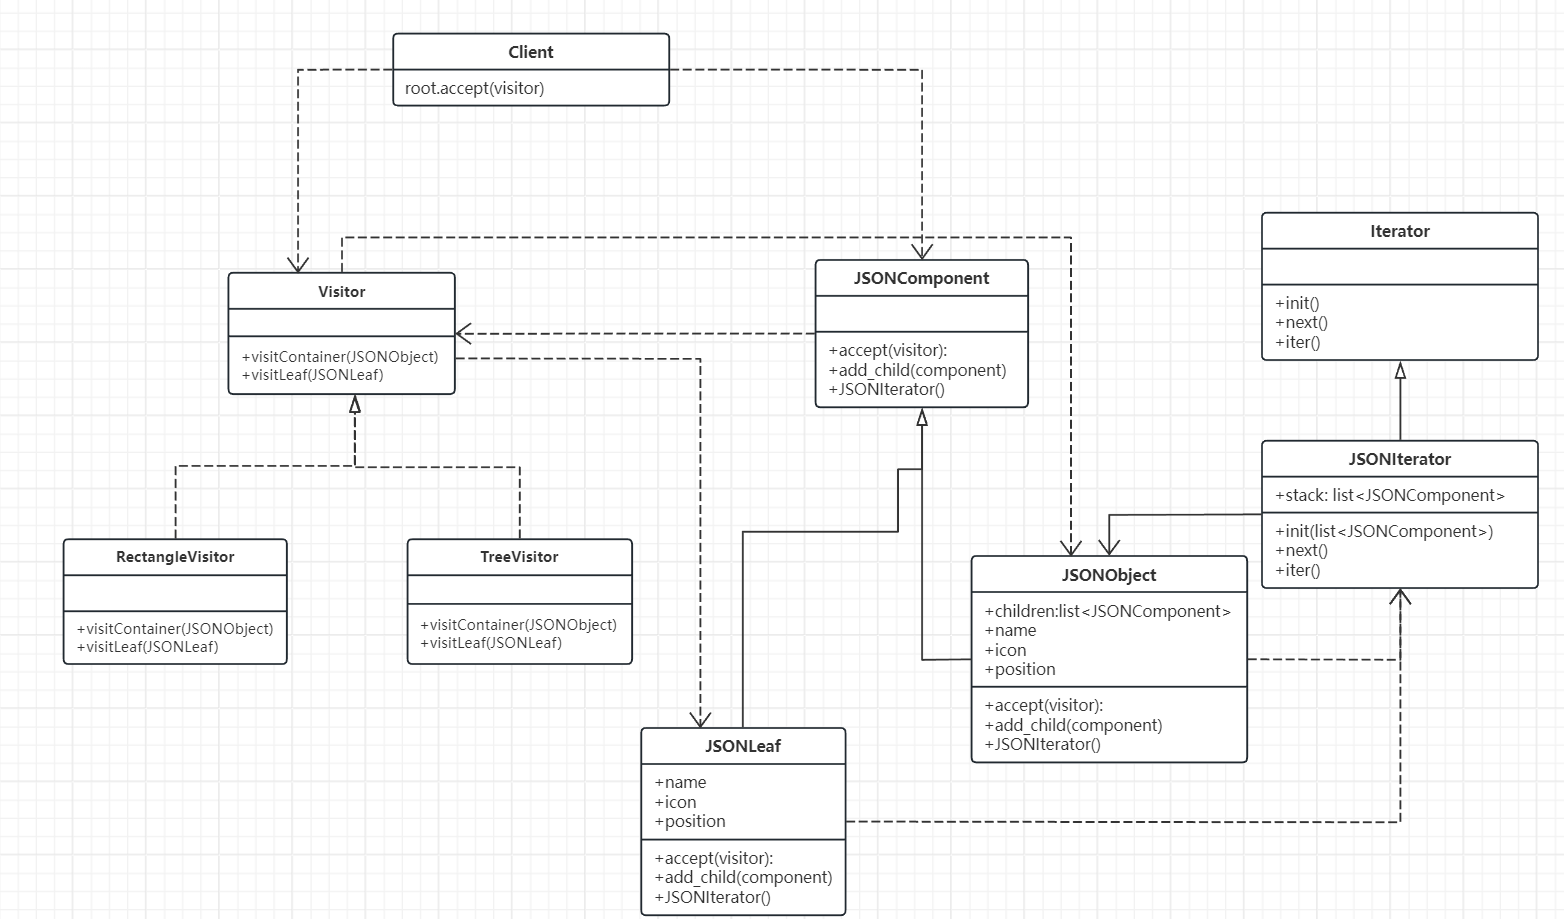 Client
root.accept(visitor)
Iterator
+init()
+next()
+iter()
Visitor
+visitContainer(JSONObject)
+visitLeaf(JSONLeaf)
JSONComponent
+accept(visitor):
+add_child(component)
+JSONIterator()
JSONIterator
+stack: list<JSONComponent>
+init(list<JSONComponent>)
+next()
+iter()
RectangleVisitor
+visitContainer(JSONObject)
+visitLeaf(JSONLeaf)
TreeVisitor
+visitContainer(JSONObject)
+visitLeaf(JSONLeaf)
JSONObject
+children:list<JSONComponent>
+name
+icon
+position
+accept(visitor):
+add_child(component)
+JSONIterator()
JSONLeaf
+name
+icon
+position
+accept(visitor):
+add_child(component)
+JSONIterator()